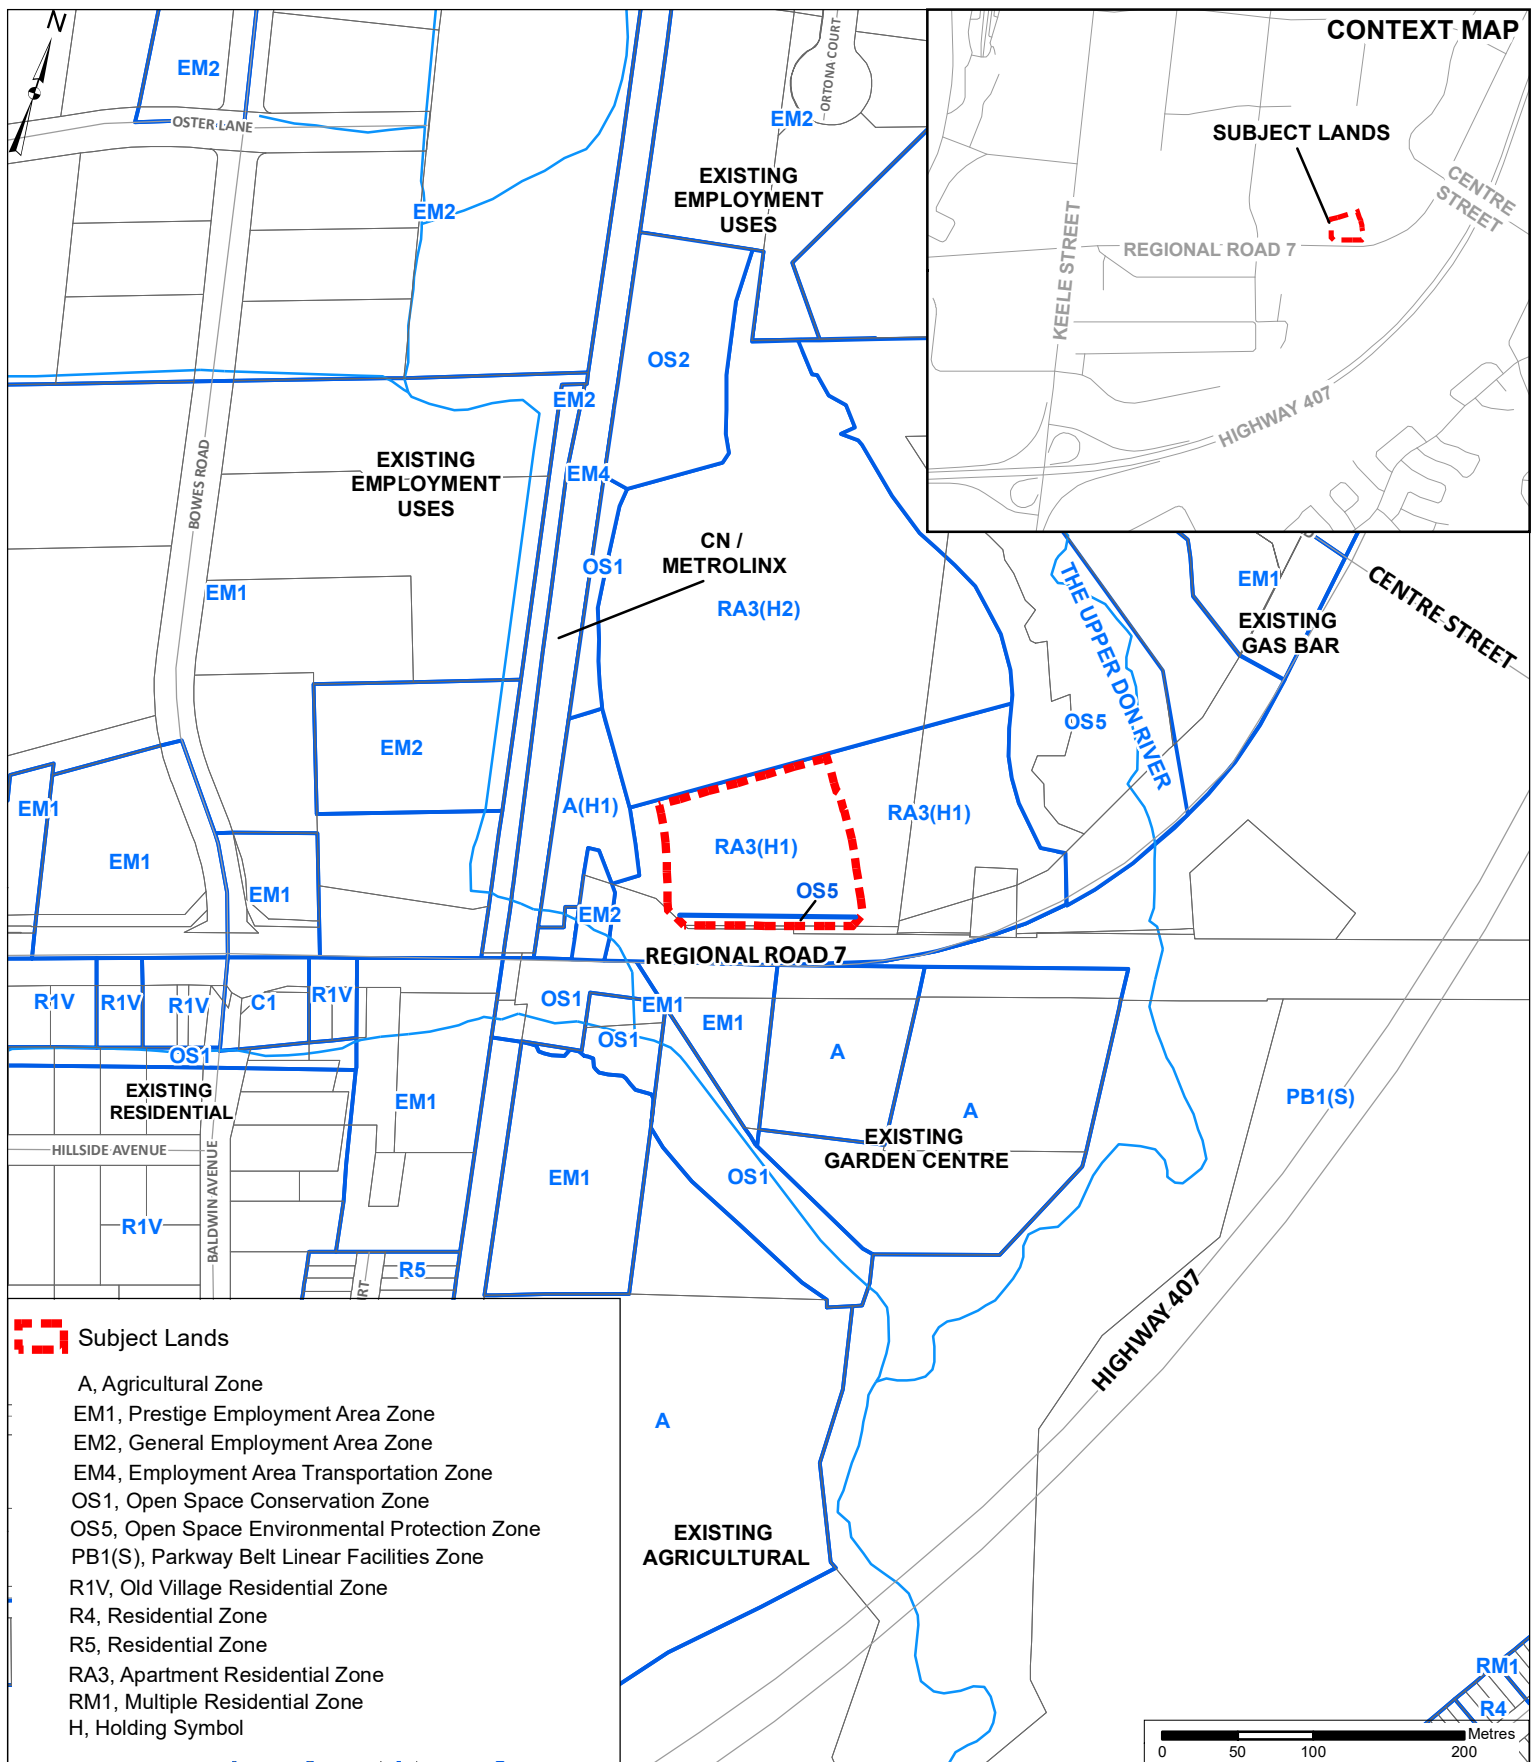 N
CONTEXT MAP
SUBJECT LANDS
CENTRE
STREET
KEELE STREET
REGIONAL ROAD 7
HIGHWAY 407
EM2
OSTER LANE
ORTONA COURT
EM2
EM2
EXISTING
EMPLOYMENT
USES
OS2
EM2
BOWES ROAD
EXISTING
EMPLOYMENT
USES
EM4
CN /
METROLINX
OS1
RA3(H2)
EM1
THE UPPER DON RIVER
EM1
EXISTING
GAS BAR
CENTRE STREET
OS5
EM2
EM1
A(H1)
RA3(H1)
RA3(H1)
EM1
EM1
OS5
EM2
REGIONAL ROAD 7
R1V
R1V
R1V
C1
R1V
OS1
EM1
EM1
OS1
A
OS1
EXISTING
RESIDENTIAL
EM1
A
PB1(S)
HILLSIDE AVENUE
BALDWIN AVENUE
EXISTING
GARDEN CENTRE
EM1
OS1
R1V
R5
RT
HIGHWAY 407
A
EXISTING
AGRICULTURAL
RM1
R4
Subject Lands
A, Agricultural Zone
EM1, Prestige Employment Area Zone
EM2, General Employment Area Zone
EM4, Employment Area Transportation Zone
OS1, Open Space Conservation Zone
OS5, Open Space Environmental Protection Zone
PB1(S), Parkway Belt Linear Facilities Zone
R1V, Old Village Residential Zone
R4, Residential Zone
R5, Residential Zone
RA3, Apartment Residential Zone
RM1, Multiple Residential Zone
H, Holding Symbol
Metres
0 50 100 200